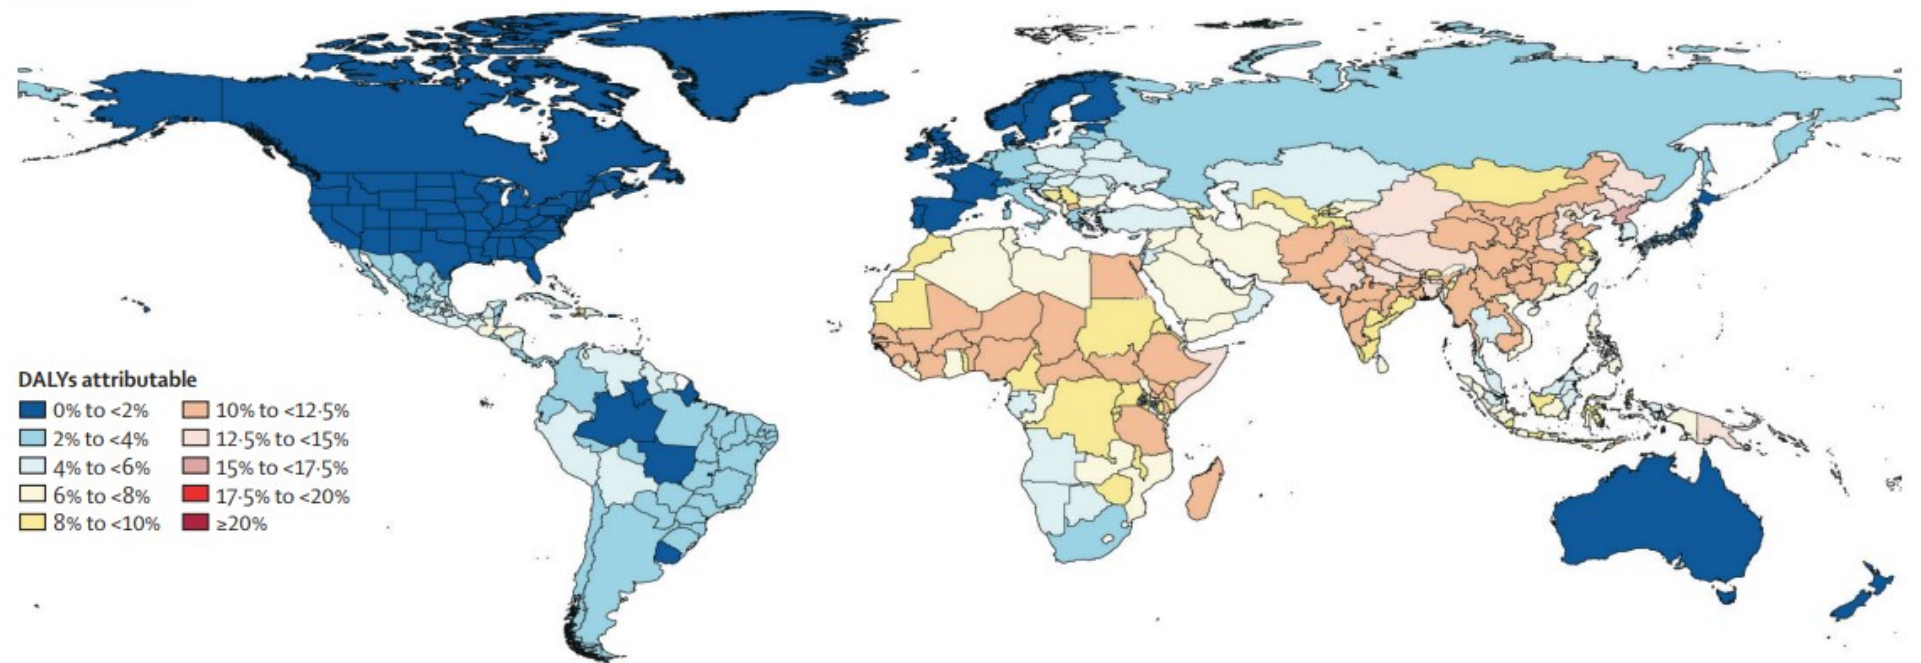 DALYs attributable
0% to <2%
2% to <4%
4% to <6%
6% to <8%
8% to <10%
10% to <12·5%
12·5% to <15%
15% to <17·5%
17·5% to <20%
≥20%